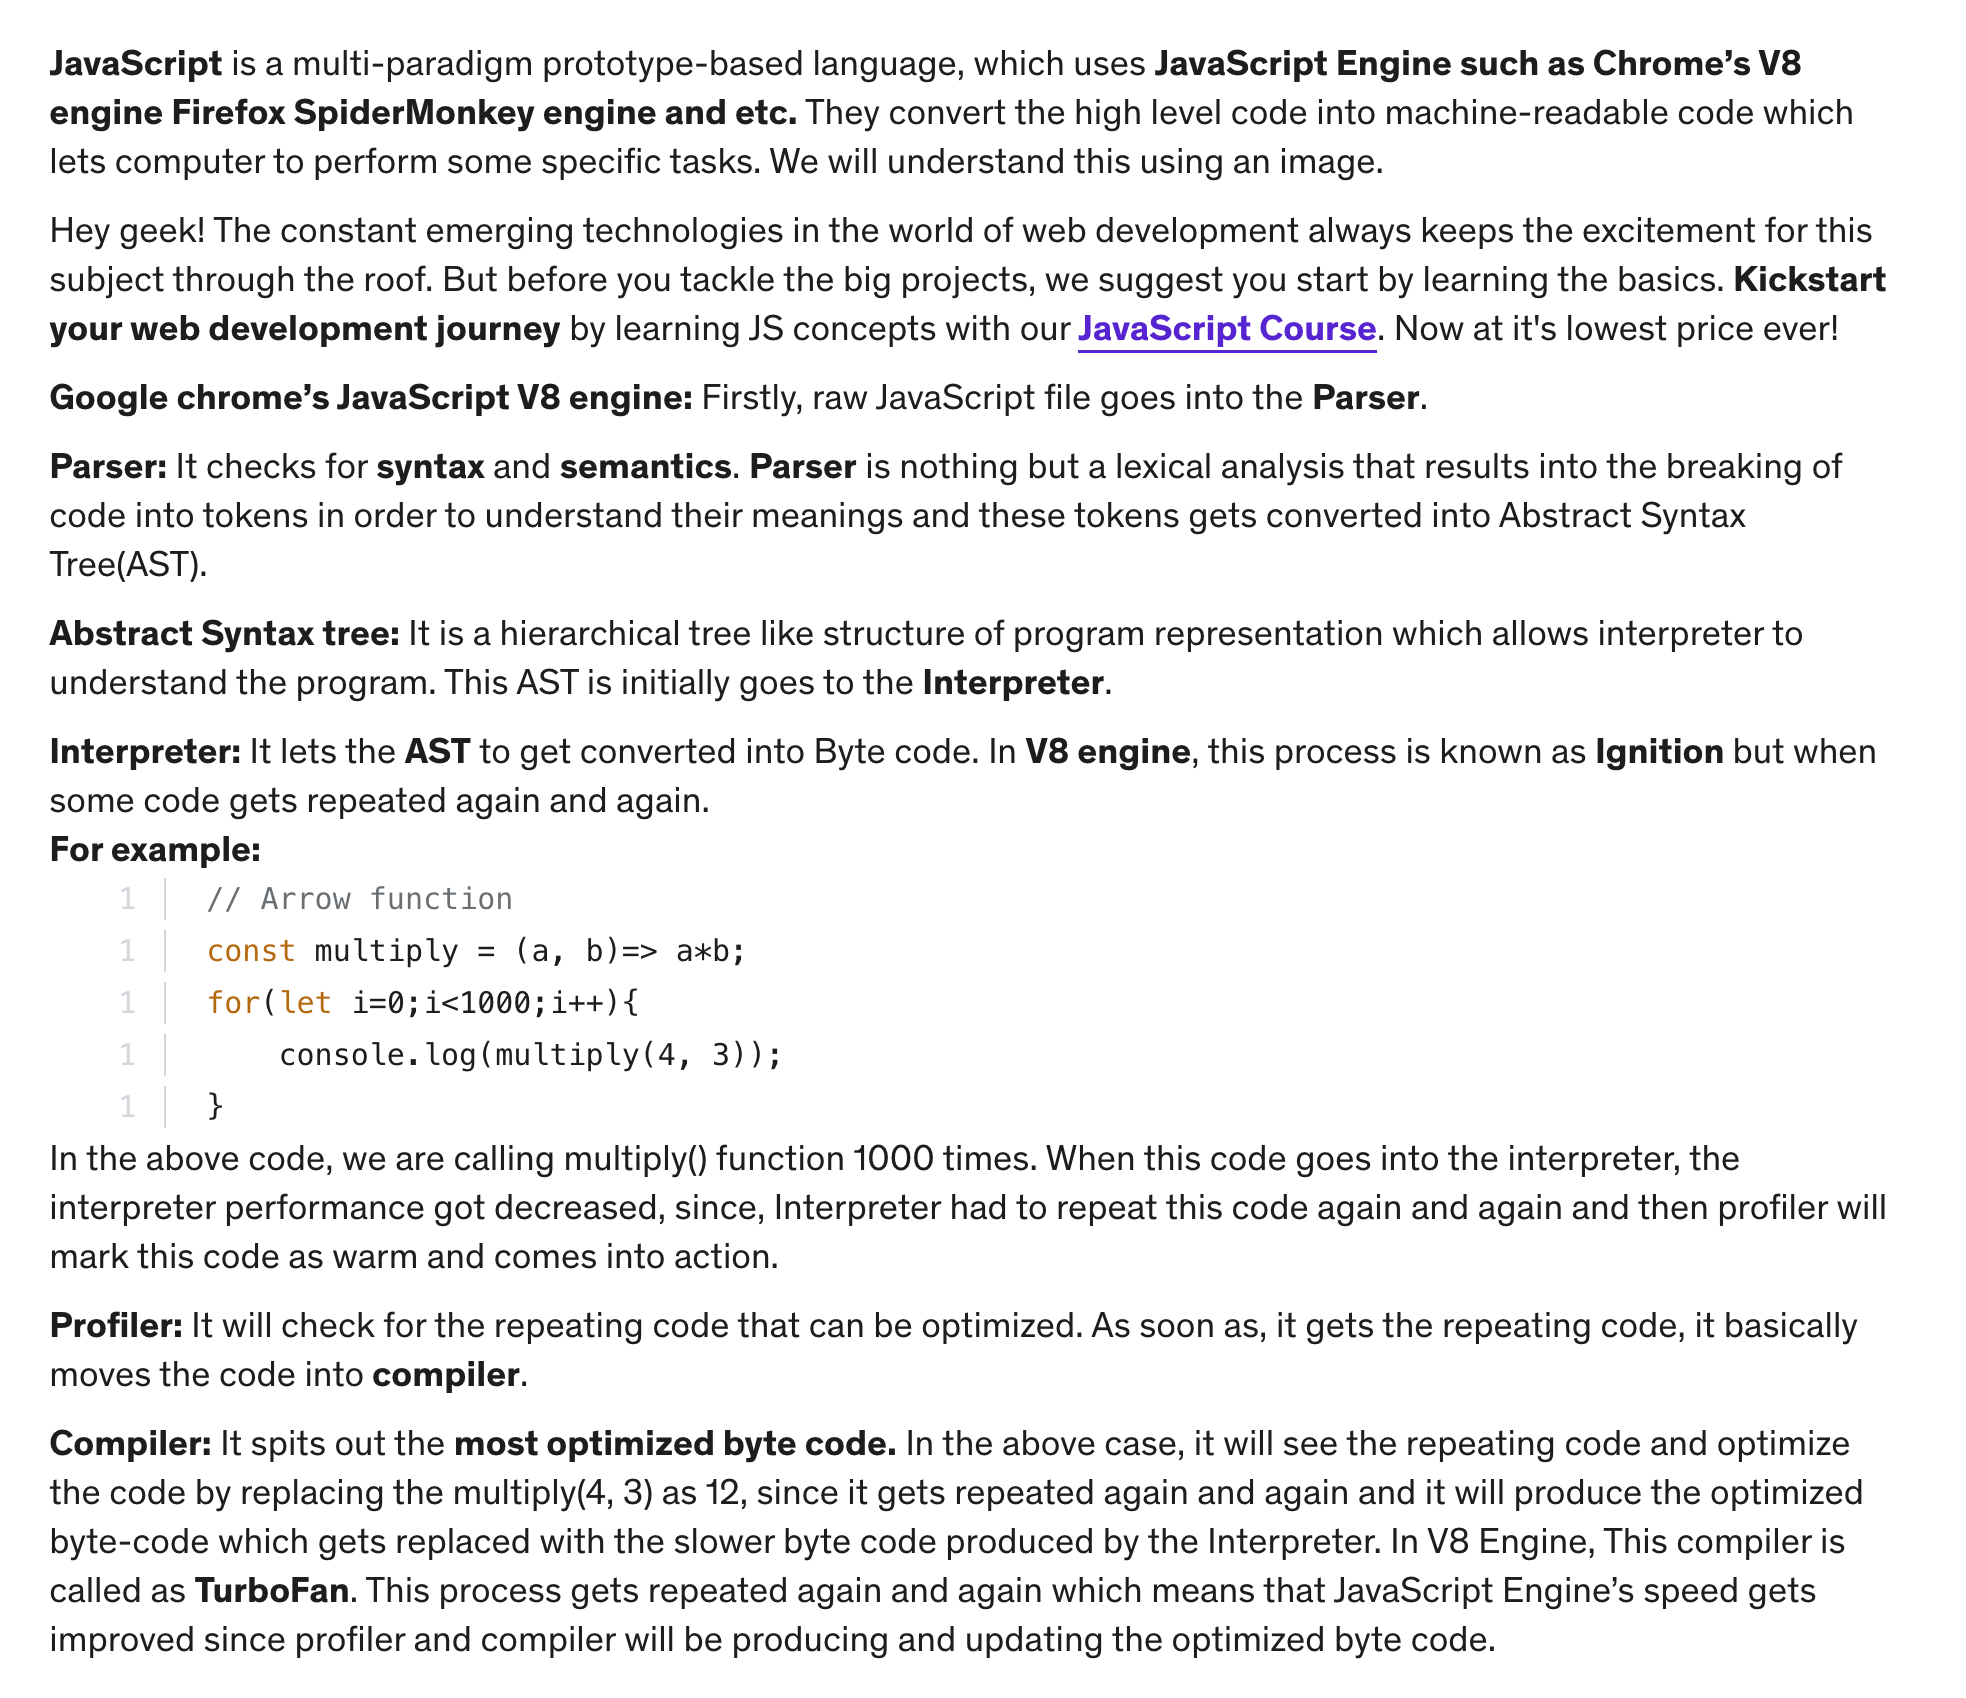 JavaScript is a multi-paradigm prototype-based language, which uses JavaScript Engine such as Chrome’s V8
engine Firefox SpiderMonkey engine and etc. They convert the high level code into machine-readable code which
lets computer to perform some specific tasks. We will understand this using an image.
Hey geek! The constant emerging technologies in the world of web development always keeps the excitement for this
subject through the roof. But before you tackle the big projects, we suggest you start by learning the basics. Kickstart
your web development journey by learning JS concepts with our JavaScript Course. Now at it's lowest price ever!
Google chrome’s JavaScript V8 engine: Firstly, raw JavaScript file goes into the Parser.
Parser: It checks for syntax and semantics. Parser is nothing but a lexical analysis that results into the breaking of
code into tokens in order to understand their meanings and these tokens gets converted into Abstract Syntax
Tree(AST).
Abstract Syntax tree: It is a hierarchical tree like structure of program representation which allows interpreter to
understand the program. This AST is initially goes to the Interpreter.
Interpreter: It lets the AST to get converted into Byte code. In V8 engine, this process is known as Ignition but when
some code gets repeated again and again.
For example:
1 // Arrow function
1 const multiply = (a, b)=> a*b;
1 for(let i=0;i<1000;i++){
1     console.log(multiply(4, 3));
1 }
In the above code, we are calling multiply() function 1000 times. When this code goes into the interpreter, the
interpreter performance got decreased, since, Interpreter had to repeat this code again and again and then profiler will
mark this code as warm and comes into action.
Profiler: It will check for the repeating code that can be optimized. As soon as, it gets the repeating code, it basically
moves the code into compiler.
Compiler: It spits out the most optimized byte code. In the above case, it will see the repeating code and optimize
the code by replacing the multiply(4, 3) as 12, since it gets repeated again and again and it will produce the optimized
byte-code which gets replaced with the slower byte code produced by the Interpreter. In V8 Engine, This compiler is
called as TurboFan. This process gets repeated again and again which means that JavaScript Engine’s speed gets
improved since profiler and compiler will be producing and updating the optimized byte code.